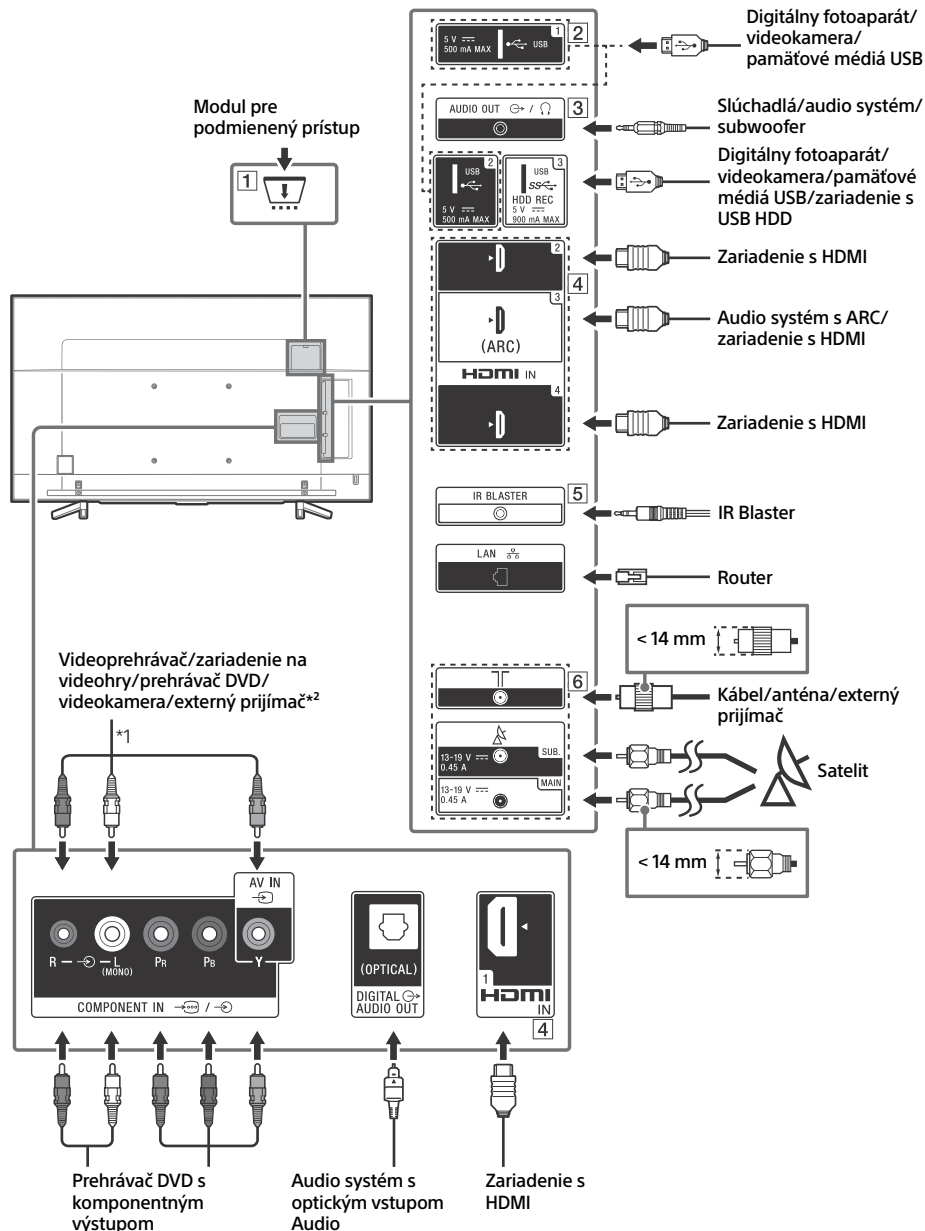 Digitálny fotoaparát/
videokamera/
pamäťové médiá USB
1
2
5 V
500 mA MAX
USB
Modul pre
podmienený prístup
1
AUDIO OUT / 
3
Slúchadlá/audio systém/
subwoofer
2
USB
5 V
500 mA MAX
3
USB
SS
HDD REC
5 V
900 mA MAX
Digitálny fotoaparát/
videokamera/pamäťové
médiá USB/zariadenie s
USB HDD
2
Zariadenie s HDMI
4
3
(ARC)
Audio systém s ARC/
zariadenie s HDMI
HDMI IN
4
Zariadenie s HDMI
IR BLASTER
5
IR Blaster
LAN
Router
< 14 mm
6
Kábel/anténa/externý
prijímač
13-19 V
0.45 A
SUB.
MAIN
13-19 V
0.45 A
Satelit
< 14 mm
Videoprehrávač/zariadenie na
videohry/prehrávač DVD/
videokamera/externý prijímač*2
*1
AV IN
R
L
(MONO)
PR
PB
Y
COMPONENT IN / 
(OPTICAL)
DIGITAL
AUDIO OUT
1
HDMI
IN
4
Prehrávač DVD s
komponentným
výstupom
Audio systém s
optickým vstupom
Audio
Zariadenie s
HDMI